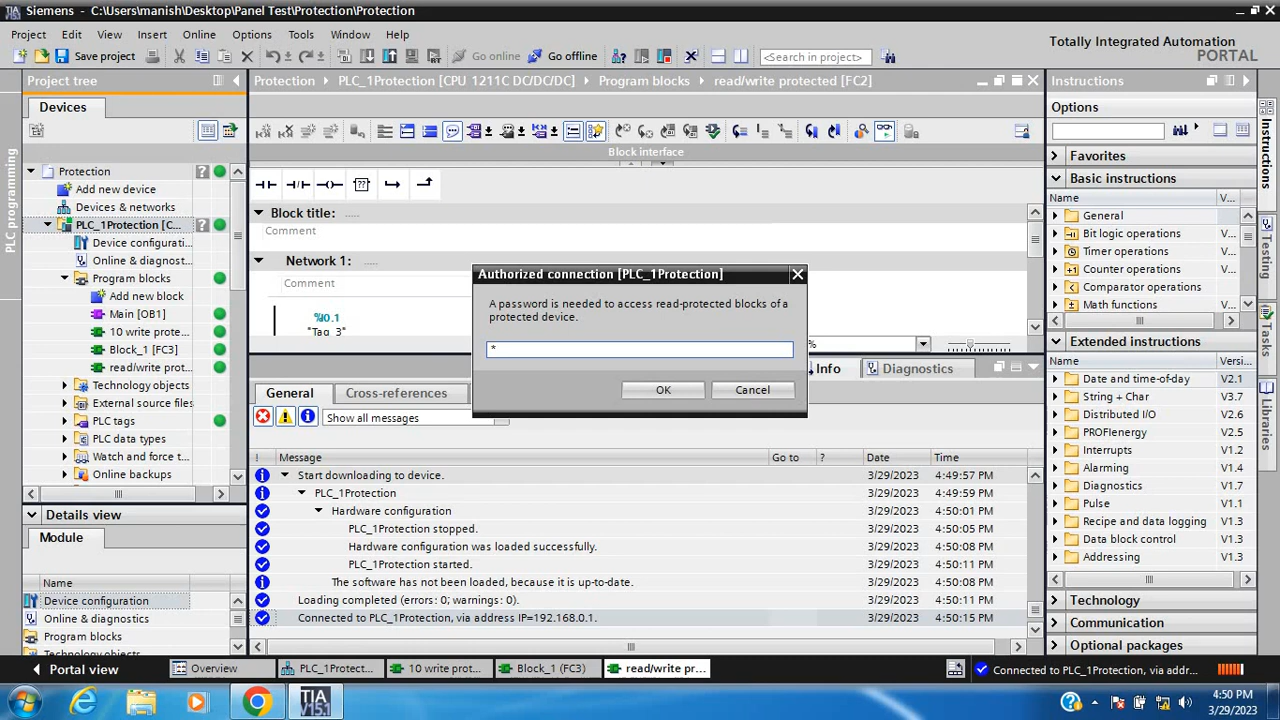 Siemens - C:\Users\manish\Desktop\Panel Test\Protection\Protection
Project Edit View Insert Online Options Tools Window Help
Totally Integrated Automation
PORTAL
Save project
Go online
Go offline
<Search in project>
Project tree
Protection
PLC_1Protection [CPU 1211C DC/DC/DC]
Program blocks
read/write protected [FC2]
Instructions
Devices
Options
PLC programming
Protection
Add new device
Devices & networks
PLC_1Protection [C...
Device configurati...
Online & diagnost...
Program blocks
Add new block
Main [OB1]
10 write prote...
Block_1 [FC3]
read/write prot...
Technology objects
External source files
PLC tags
PLC data types
Watch and force t...
Online backups
Details view
Module
Name
Device configuration
Online & diagnostics
Program blocks
Technology objects
Block interface
??
Block title: .....
Comment
Network 1: .....
Comment
%I0.1
"Tag_3"
%
Authorized connection [PLC_1Protection]
A password is needed to access read-protected blocks of a
protected device.
*
OK
Cancel
Info
Diagnostics
General
Cross-references
Show all messages
! Message Go to ? Date Time
Start downloading to device. 3/29/2023 4:49:57 PM
PLC_1Protection 3/29/2023 4:49:59 PM
Hardware configuration 3/29/2023 4:50:01 PM
PLC_1Protection stopped. 3/29/2023 4:50:05 PM
Hardware configuration was loaded successfully. 3/29/2023 4:50:08 PM
PLC_1Protection started. 3/29/2023 4:50:11 PM
The software has not been loaded, because it is up-to-date. 3/29/2023 4:50:08 PM
Loading completed (errors: 0; warnings: 0). 3/29/2023 4:50:11 PM
Connected to PLC_1Protection, via address IP=192.168.0.1. 3/29/2023 4:50:15 PM
Favorites
Basic instructions
Name V...
General
Bit logic operations V...
Timer operations V...
Counter operations V...
Comparator operations V...
Math functions V...
Extended instructions
Name Versi...
Date and time-of-day V2.1
String + Char V3.7
Distributed I/O V2.5
PROFIenergy V2.5
Interrupts V1.2
Alarming V1.4
Diagnostics V1.7
Pulse V1.1
Recipe and data logging V1.3
Data block control V1.3
Addressing V1.3
Technology
Communication
Optional packages
Instructions
Testing
Tasks
Libraries
Portal view
Overview
PLC_1Protect...
10 write prot...
Block_1 (FC3)
read/write pr...
Connected to PLC_1Protection, via addr...
TIA
V15.1
4:50 PM
3/29/2023